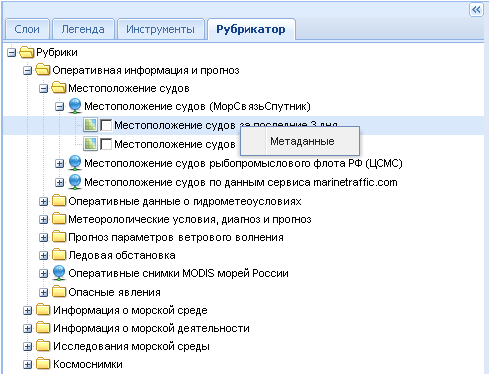 Слои Легенда Инструменты Рубрикатор
Рубрики
Оперативная информация и прогноз
Местоположение судов
Местоположение судов (МорСвязьСпутник)
Местоположение судов за последние 3 дня
Метаданные
Местоположение судов
Местоположение судов рыбопромыслового флота РФ (ЦСМС)
Местоположение судов по данным сервиса marinetraffic.com
Оперативные данные о гидрометеоусловиях
Метеорологические условия, диагноз и прогноз
Прогноз параметров ветрового волнения
Ледовая обстановка
Оперативные снимки MODIS морей России
Опасные явления
Информация о морской среде
Информация о морской деятельности
Исследования морской среды
Космоснимки